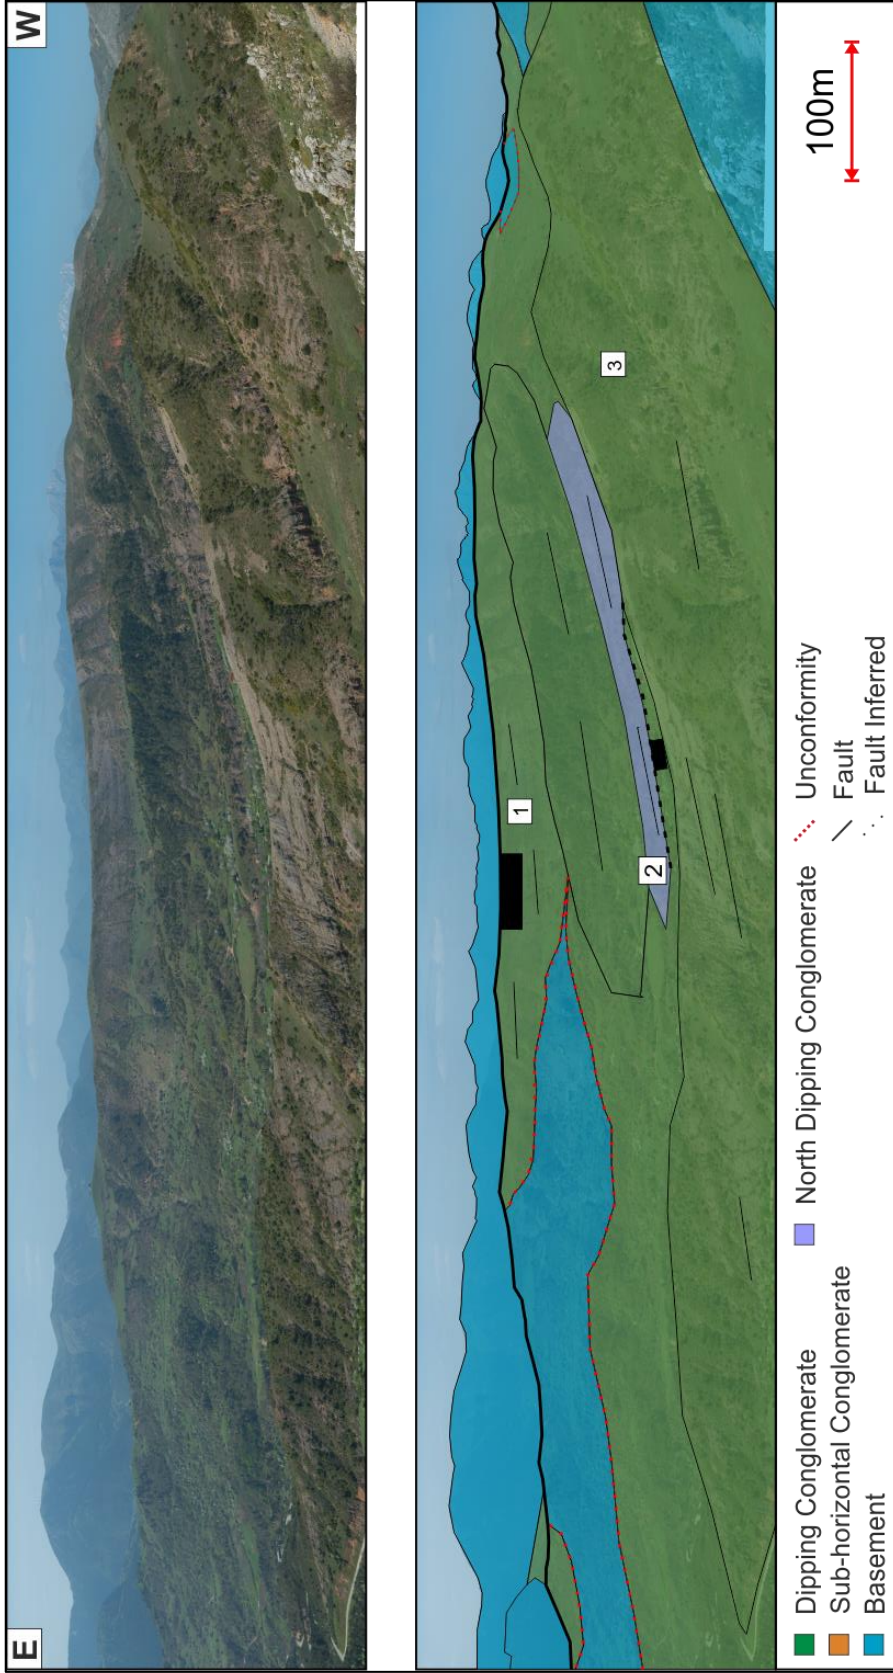 E
W
1
2
3
Dipping Conglomerate
Sub-horizontal Conglomerate
Basement
North Dipping Conglomerate
Unconformity
Fault
Fault Inferred
100m